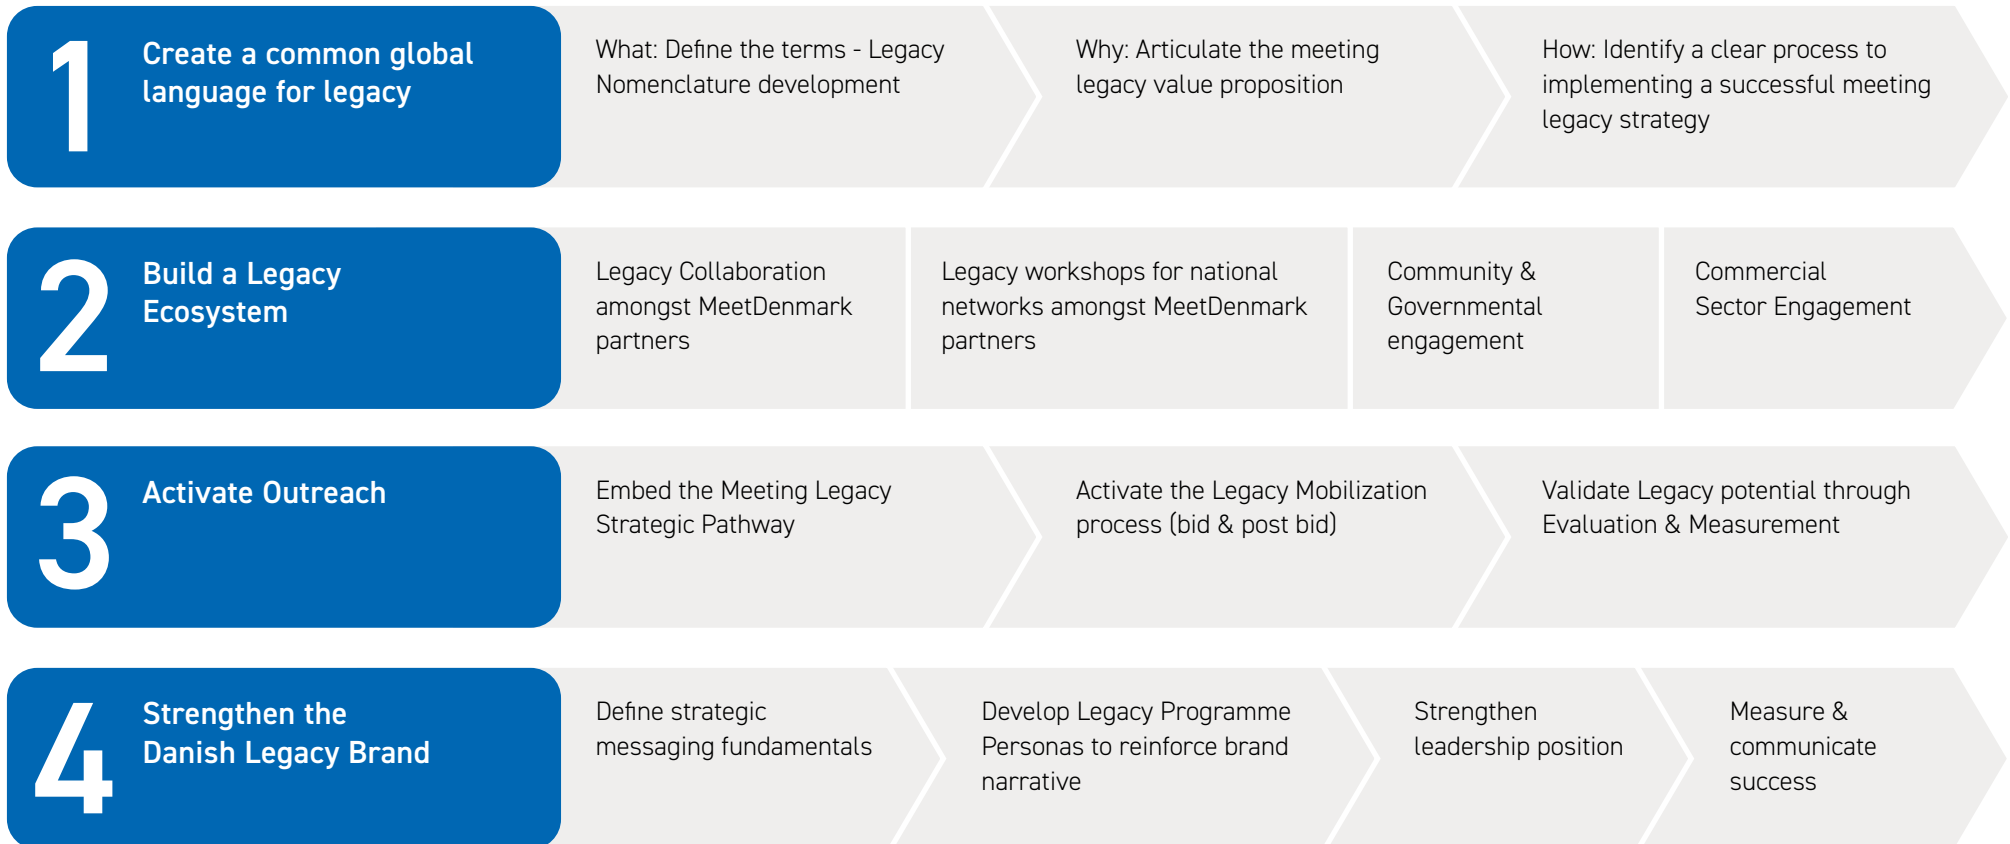 1
Create a common global
language for legacy
What: Define the terms - Legacy
Nomenclature development
Why: Articulate the meeting
legacy value proposition
How: Identify a clear process to
implementing a successful meeting
legacy strategy
2
Build a Legacy
Ecosystem
Legacy Collaboration
amongst MeetDenmark
partners
Legacy workshops for national
networks amongst MeetDenmark
partners
Community &
Governmental
engagement
Commercial
Sector Engagement
3
Activate Outreach
Embed the Meeting Legacy
Strategic Pathway
Activate the Legacy Mobilization
process (bid & post bid)
Validate Legacy potential through
Evaluation & Measurement
4
Strengthen the
Danish Legacy Brand
Define strategic
messaging fundamentals
Develop Legacy Programme
Personas to reinforce brand
narrative
Strengthen
leadership position
Measure &
communicate
success